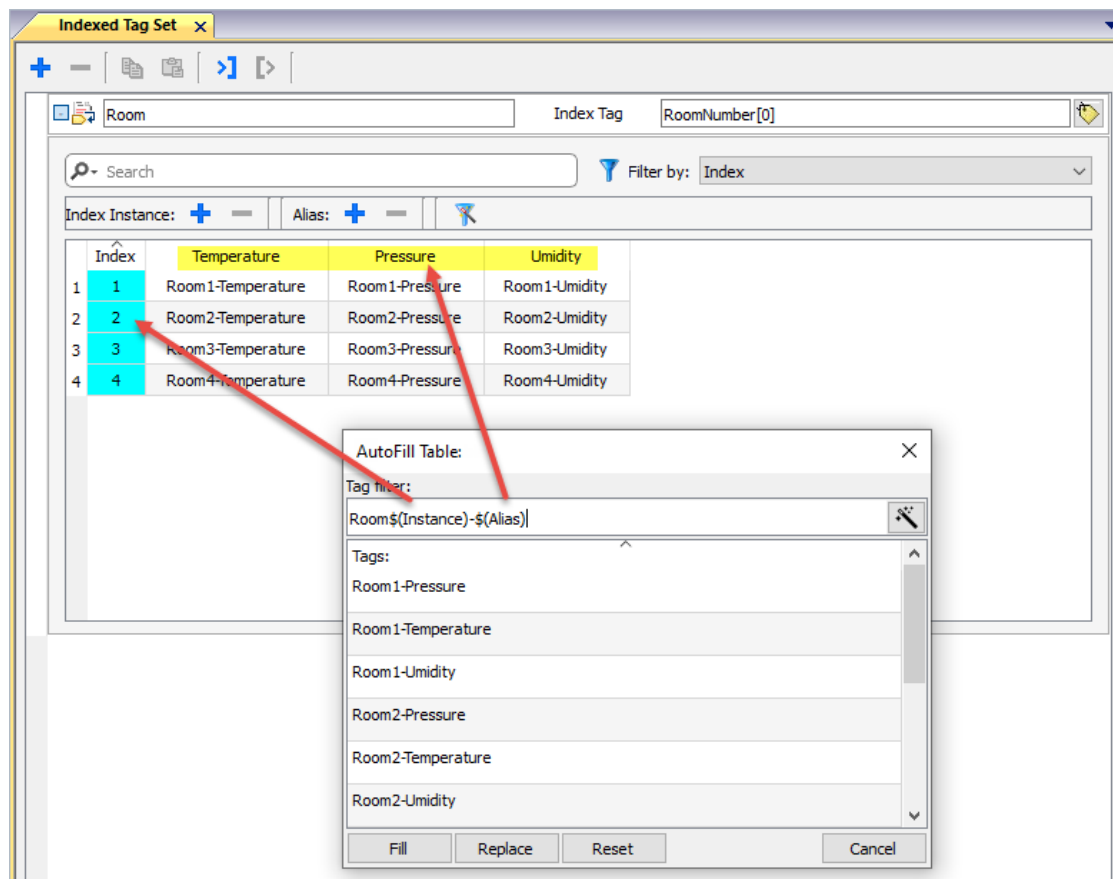 Indexed Tag Set
Room Index Tag RoomNumber[0]
Search Filter by: Index
Index Instance: Alias:
Index Temperature Pressure Umidity
1 1 Room1-Temperature Room1-Pressure Room1-Umidity
2 2 Room2-Temperature Room2-Pressure Room2-Umidity
3 3 Room3-Temperature Room3-Pressure Room3-Umidity
4 4 Room4-Temperature Room4-Pressure Room4-Umidity
AutoFill Table:
Tag filter:
Room$(Instance)-$(Alias)
Tags:
Room1-Pressure
Room1-Temperature
Room1-Umidity
Room2-Pressure
Room2-Temperature
Room2-Umidity
Fill Replace Reset Cancel